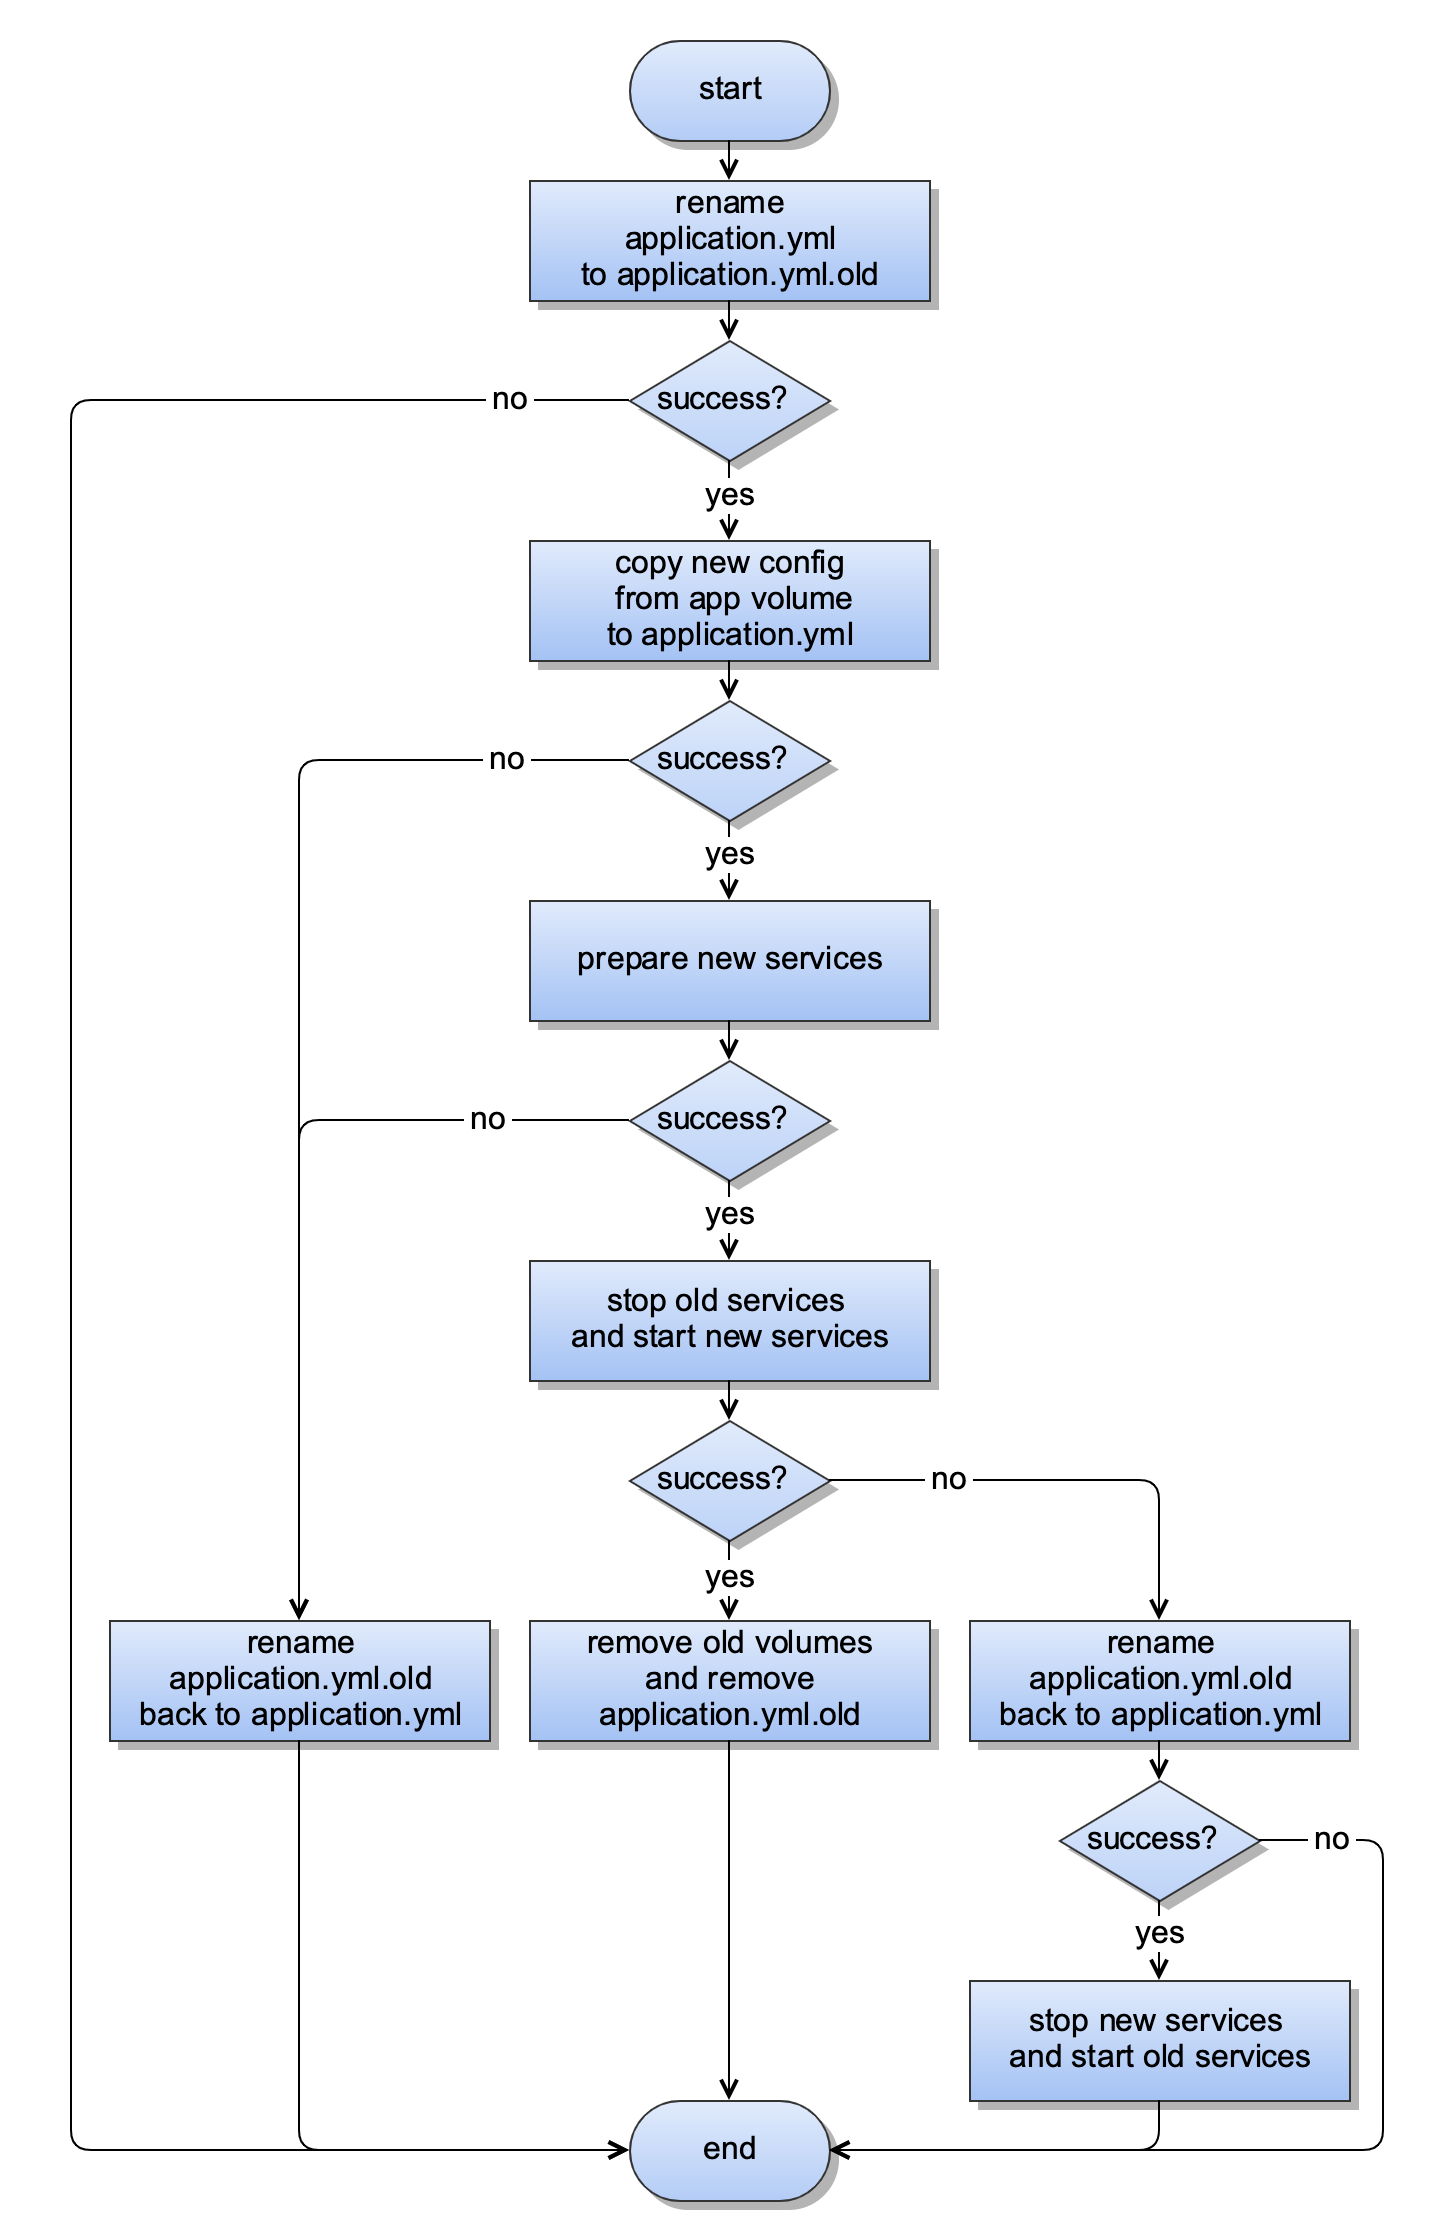 start
rename
application.yml
to application.yml.old
success?
no
yes
copy new config
from app volume
to application.yml
success?
no
yes
prepare new services
success?
no
yes
stop old services
and start new services
success?
no
yes
rename
application.yml.old
back to application.yml
remove old volumes
and remove
application.yml.old
rename
application.yml.old
back to application.yml
success?
no
yes
stop new services
and start old services
end